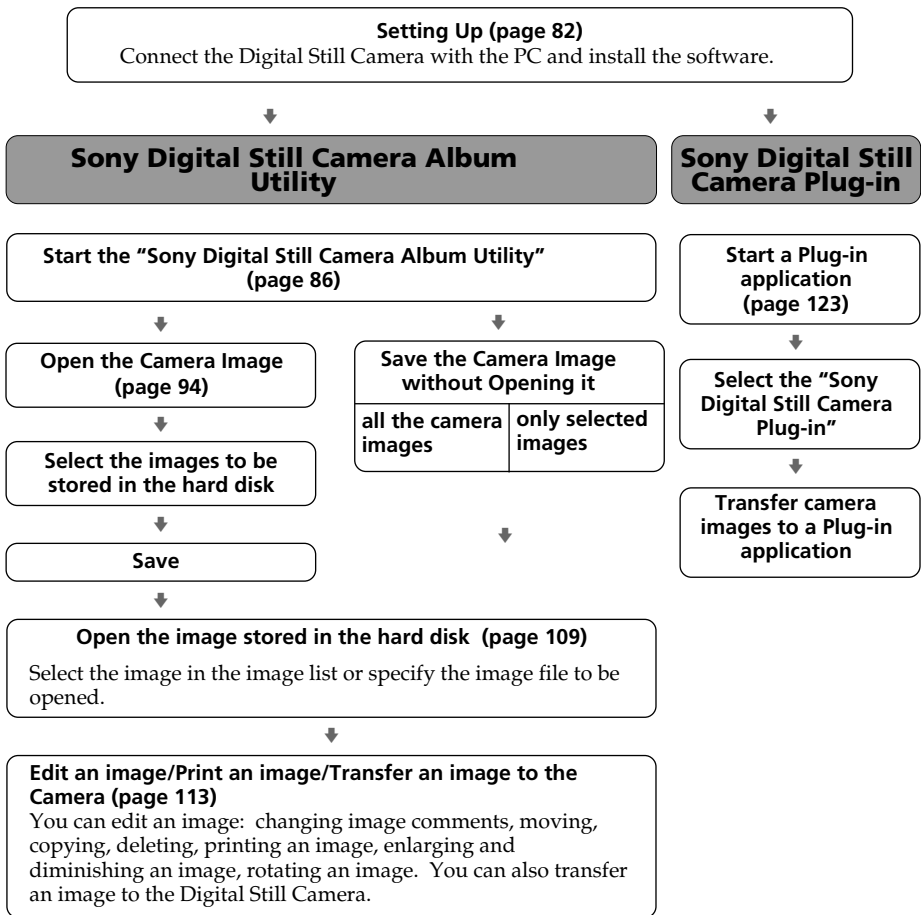 Setting Up (page 82)
Connect the Digital Still Camera with the PC and install the software.
Sony Digital Still Camera Album
Utility
Sony Digital Still
Camera Plug-in
Start the “Sony Digital Still Camera Album Utility”
(page 86)
Open the Camera Image
(page 94)
Select the images to be
stored in the hard disk
Save
Save the Camera Image
without Opening it
all the camera
images
only selected
images
Open the image stored in the hard disk (page 109)
Select the image in the image list or specify the image file to be
opened.
Edit an image/Print an image/Transfer an image to the
Camera (page 113)
You can edit an image: changing image comments, moving,
copying, deleting, printing an image, enlarging and
diminishing an image, rotating an image. You can also transfer
an image to the Digital Still Camera.
Start a Plug-in
application
(page 123)
Select the “Sony
Digital Still Camera
Plug-in”
Transfer camera
images to a Plug-in
application